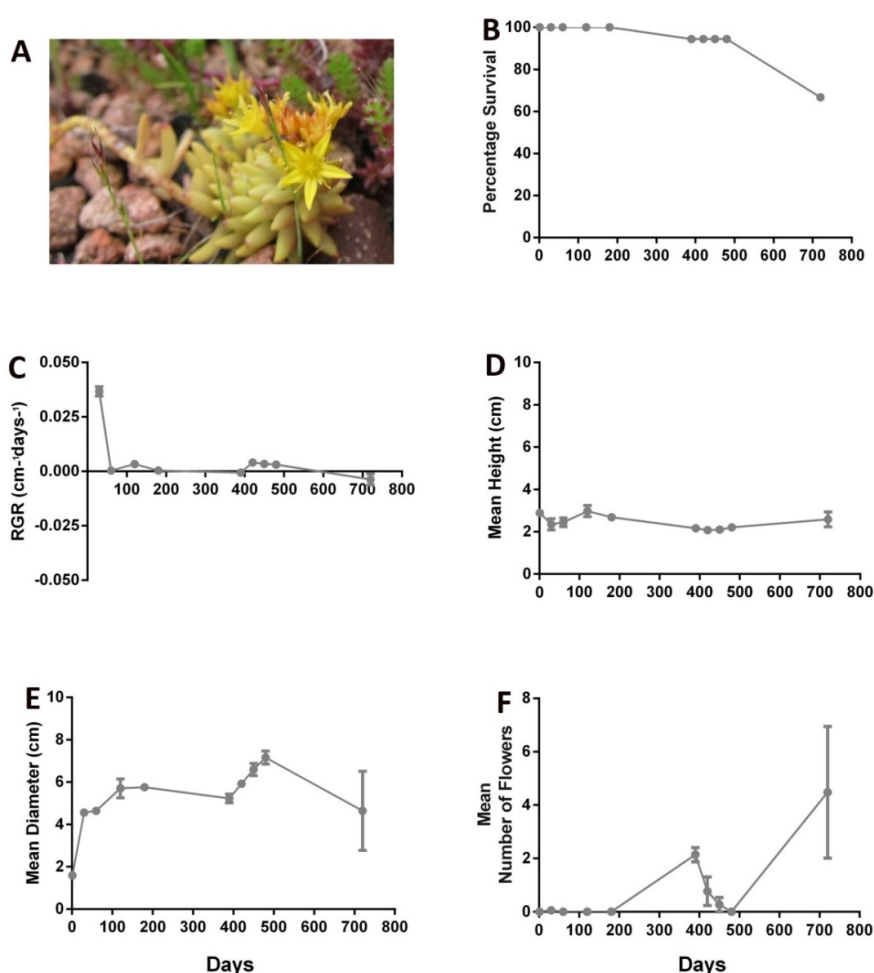 A
B
Percentage Survival
100
80
60
40
20
0
0 100 200 300 400 500 600 700 800
C
RGR (cm-¹days-¹)
0.050
0.025
0.000
-0.025
-0.050
100 200 300 400 500 600 700 800
D
Mean Height (cm)
10
8
6
4
2
0
0 100 200 300 400 500 600 700 800
E
Mean Diameter (cm)
10
8
6
4
2
0
0 100 200 300 400 500 600 700 800
Days
F
Mean
Number of Flowers
8
6
4
2
0
0 100 200 300 400 500 600 700 800
Days